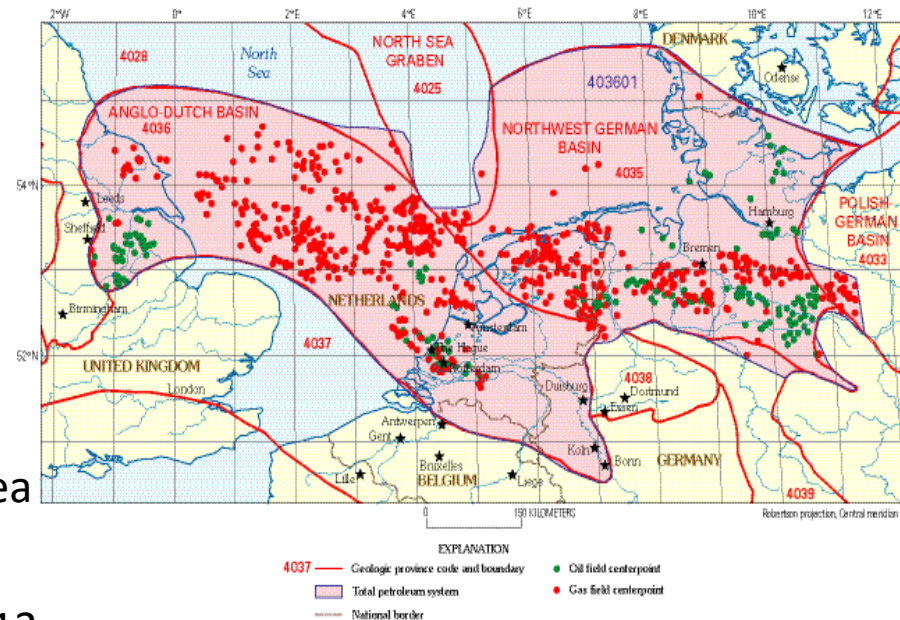 2°W 0° 2°E 4°E 6°E 8°E 10°E 12°E
4028
North
Sea
NORTH SEA
GRABEN
4025
DENMARK
Odense
403601
ANGLO-DUTCH BASIN
4036
NORTHWEST GERMAN
BASIN
4035
54°N
Leeds
Sheffield
Hamburg
POLISH-
GERMAN
BASIN
4033
Bremen
Birmingham
NETHERLANDS
Amsterdam
The Hague
Rotterdam
52°N
4037
UNITED KINGDOM
London
4038
Duisburg
Dortmund
Essen
Antwerpen
Gent
Koln
Bonn
GERMANY
Bruxelles
BELGIUM
Lille
Liege
4039
ea
0 150 KILOMETERS
Robertson projection, Central meridian
EXPLANATION
4037 Geologic province code and boundary
Total petroleum system
National border
Oil field centerpoint
Gas field centerpoint